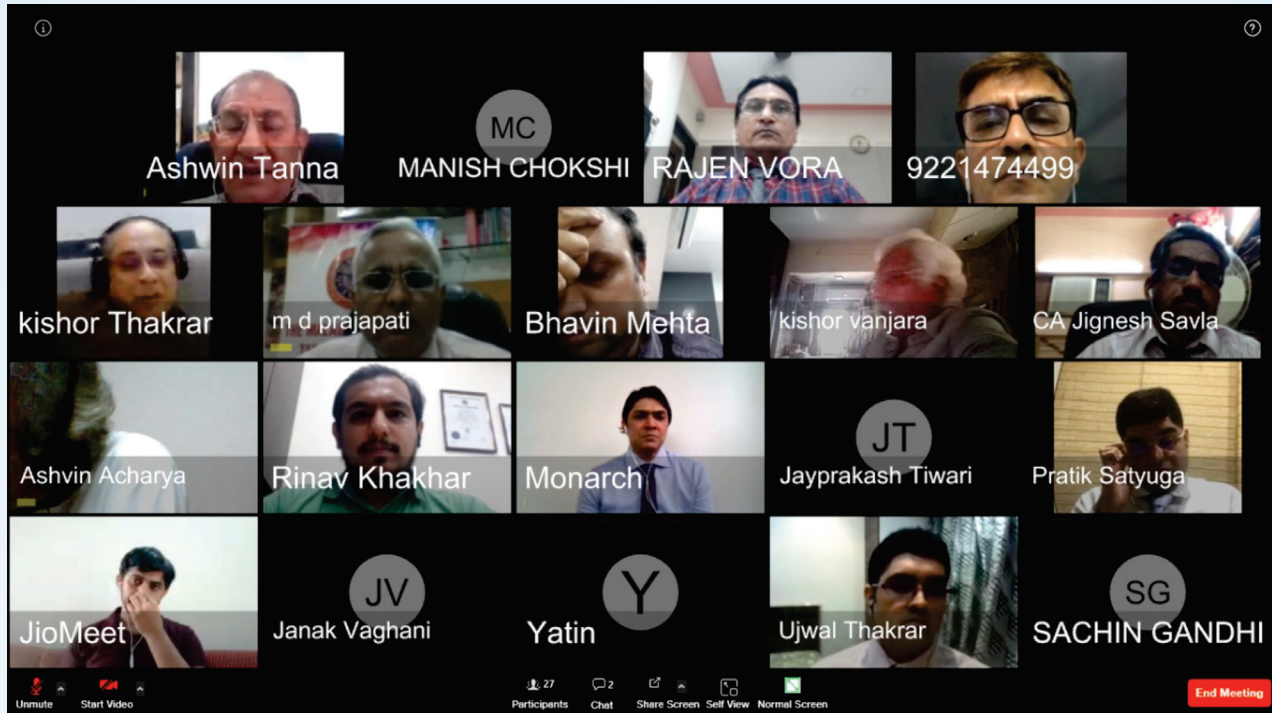 Ashwin Tanna
MC
MANISH CHOKSHI
RAJEN VORA
9221474499
kishor Thakrar
m d prajapati
Bhavin Mehta
kishor vanjara
CA Jignesh Savla
Ashvin Acharya
Rinav Khakhar
Monarch
JT
Jayprakash Tiwari
Pratik Satyuga
JioMeet
JV
Janak Vaghani
Y
Yatin
Ujwal Thakrar
SG
SACHIN GANDHI
Unmute
Start Video
27
Participants
2
Chat
Share Screen
Self View
Normal Screen
End Meeting